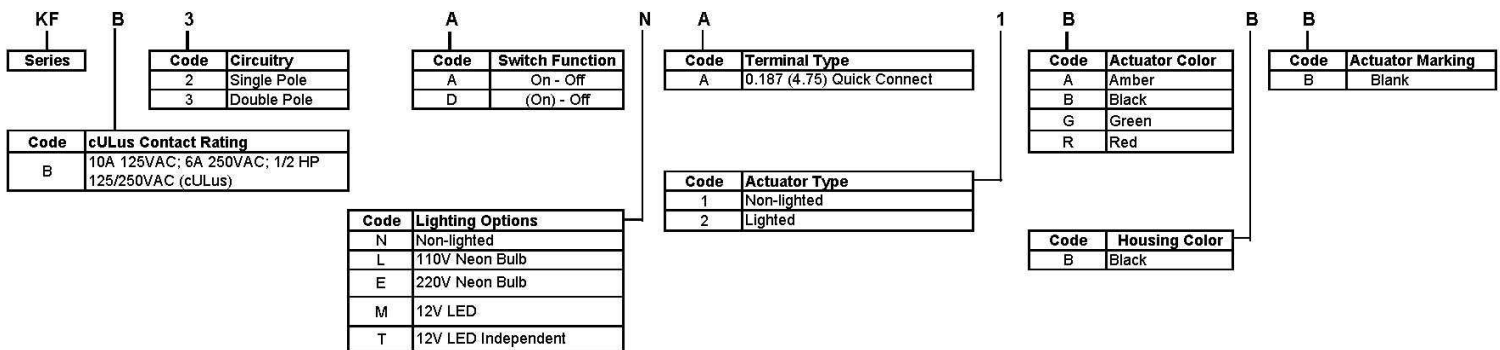 KF B 3 A N A 1 B B B
Series
Code Circuitry
2 Single Pole
3 Double Pole
Code Switch Function
A On - Off
D (On) - Off
Code Terminal Type
A 0.187 (4.75) Quick Connect
Code Actuator Color
A Amber
B Black
G Green
R Red
Code Actuator Marking
B Blank
Code cULus Contact Rating
B 10A 125VAC; 6A 250VAC; 1/2 HP
125/250VAC (cULus)
Code Actuator Type
1 Non-lighted
2 Lighted
Code Lighting Options
N Non-lighted
L 110V Neon Bulb
E 220V Neon Bulb
M 12V LED
T 12V LED Independent
Code Housing Color
B Black